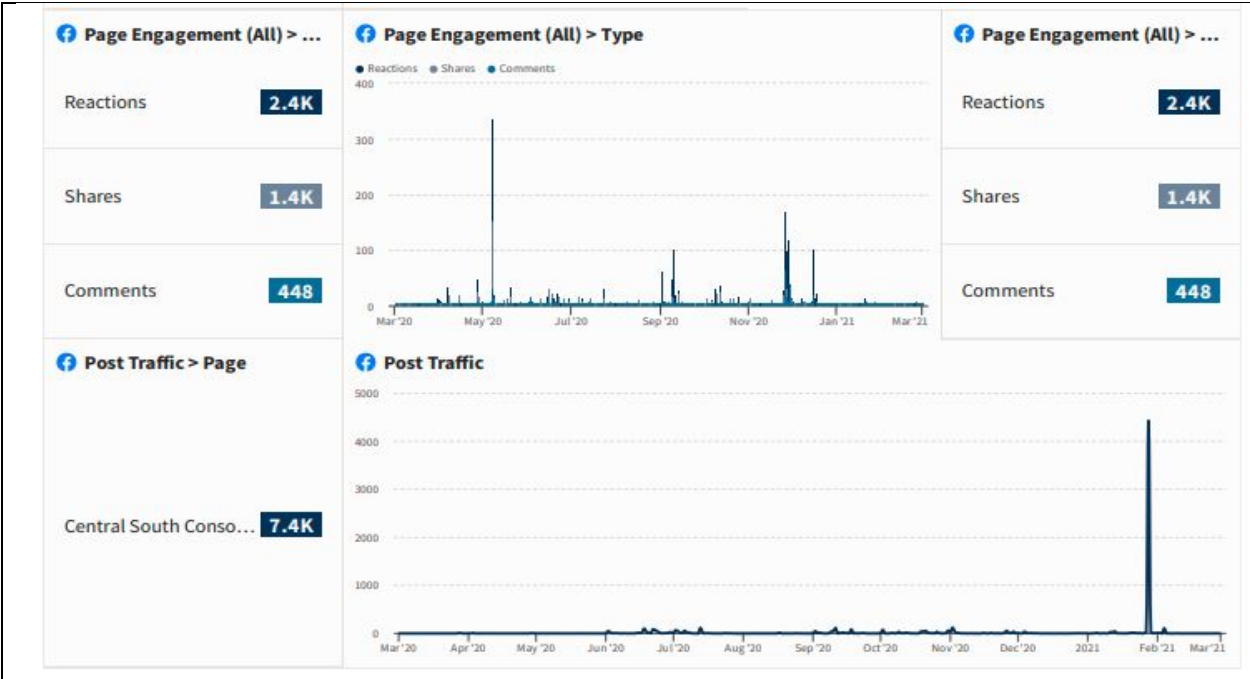 Page Engagement (All) > ...
Reactions 2.4K
Shares 1.4K
Comments 448
Page Engagement (All) > Type
Reactions Shares Comments
400
300
200
100
0
Mar '20 May '20 Jul '20 Sep '20 Nov '20 Jan '21 Mar '21
Page Engagement (All) > ...
Reactions 2.4K
Shares 1.4K
Comments 448
Post Traffic > Page
Central South Conso... 7.4K
Post Traffic
5000
4000
3000
2000
1000
0
Mar '20 Apr '20 May '20 Jun '20 Jul '20 Aug '20 Sep '20 Oct '20 Nov '20 Dec '20 2021 Feb '21 Mar '21